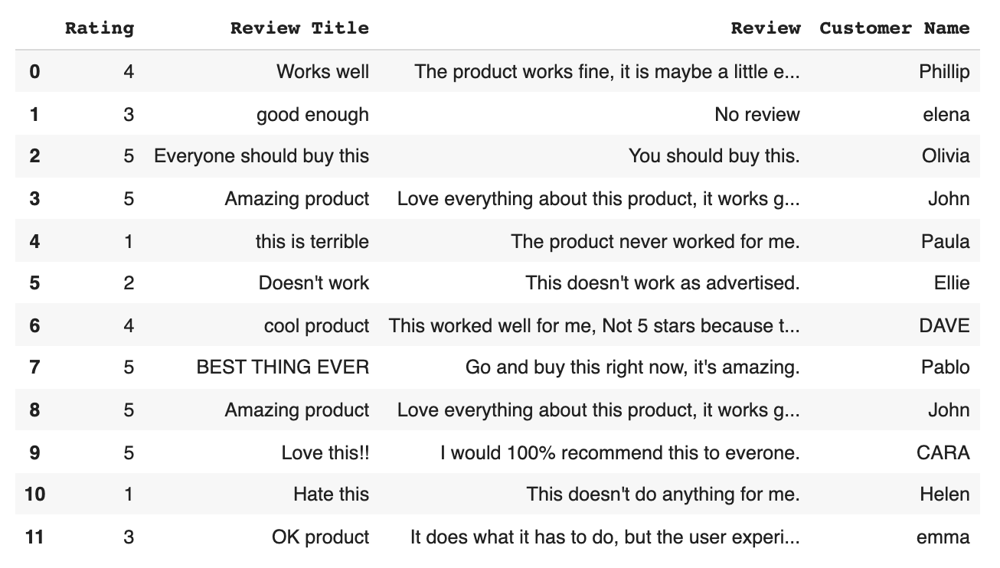 Rating Review Title Review Customer Name
0 4 Works well The product works fine, it is maybe a little e... Phillip
1 3 good enough No review elena
2 5 Everyone should buy this You should buy this. Olivia
3 5 Amazing product Love everything about this product, it works g... John
4 1 this is terrible The product never worked for me. Paula
5 2 Doesn't work This doesn't work as advertised. Ellie
6 4 cool product This worked well for me, Not 5 stars because t... DAVE
7 5 BEST THING EVER Go and buy this right now, it's amazing. Pablo
8 5 Amazing product Love everything about this product, it works g... John
9 5 Love this!! I would 100% recommend this to everone. CARA
10 1 Hate this This doesn't do anything for me. Helen
11 3 OK product It does what it has to do, but the user experi... emma